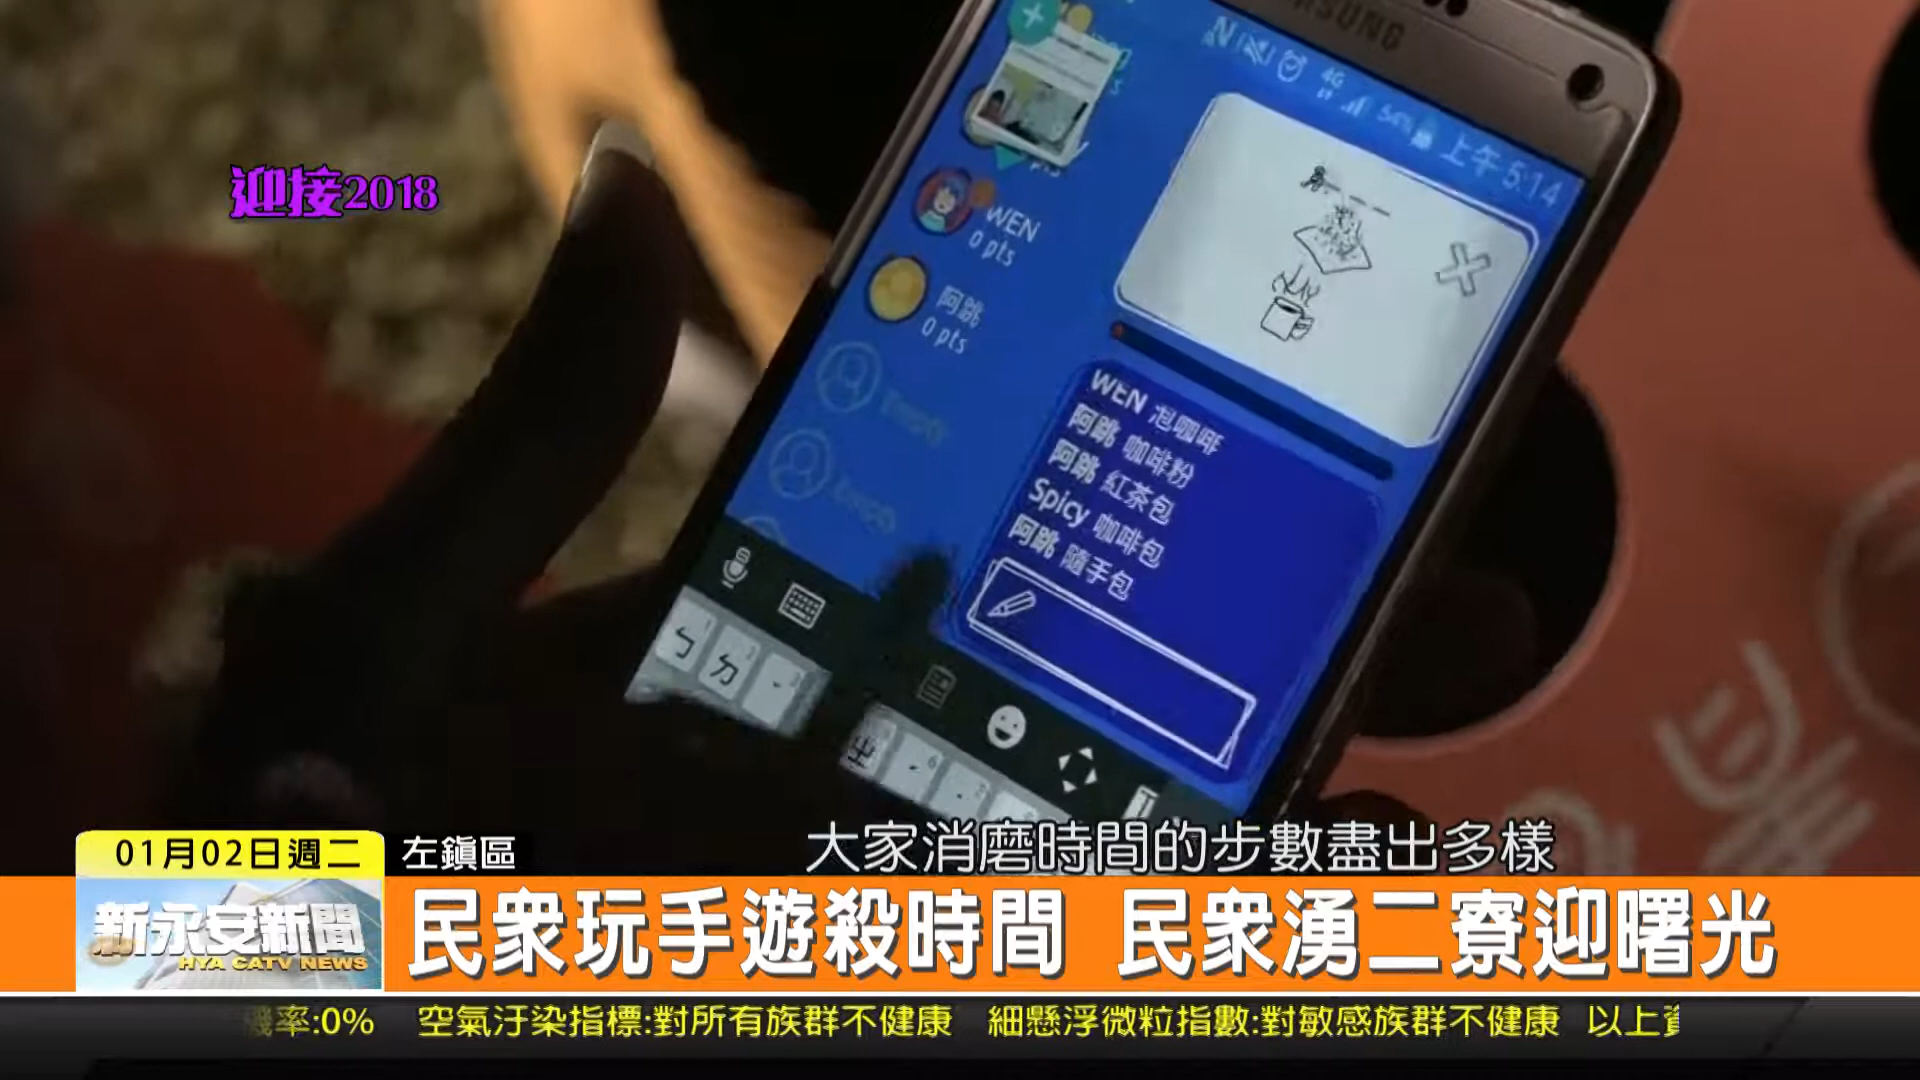 SAMSUNG
4G
54%
上午5:14
迎接2018
WEN
0 pts
阿跳
0 pts
Empty
Empty
WEN 泡咖啡
阿跳 咖啡粉
阿跳 紅茶包
Spicy 咖啡包
阿跳 隨手包
ㄅ ㄉ ˇ
ㄓ ˊ ˙
大家消磨時間的步數盡出多樣
01月02日週二
左鎮區
新永安新聞
HYA CATV NEWS
民眾玩手遊殺時間 民眾湧二寮迎曙光
機率:0% 空氣汙染指標:對所有族群不健康 細懸浮微粒指數:對敏感族群不健康 以上